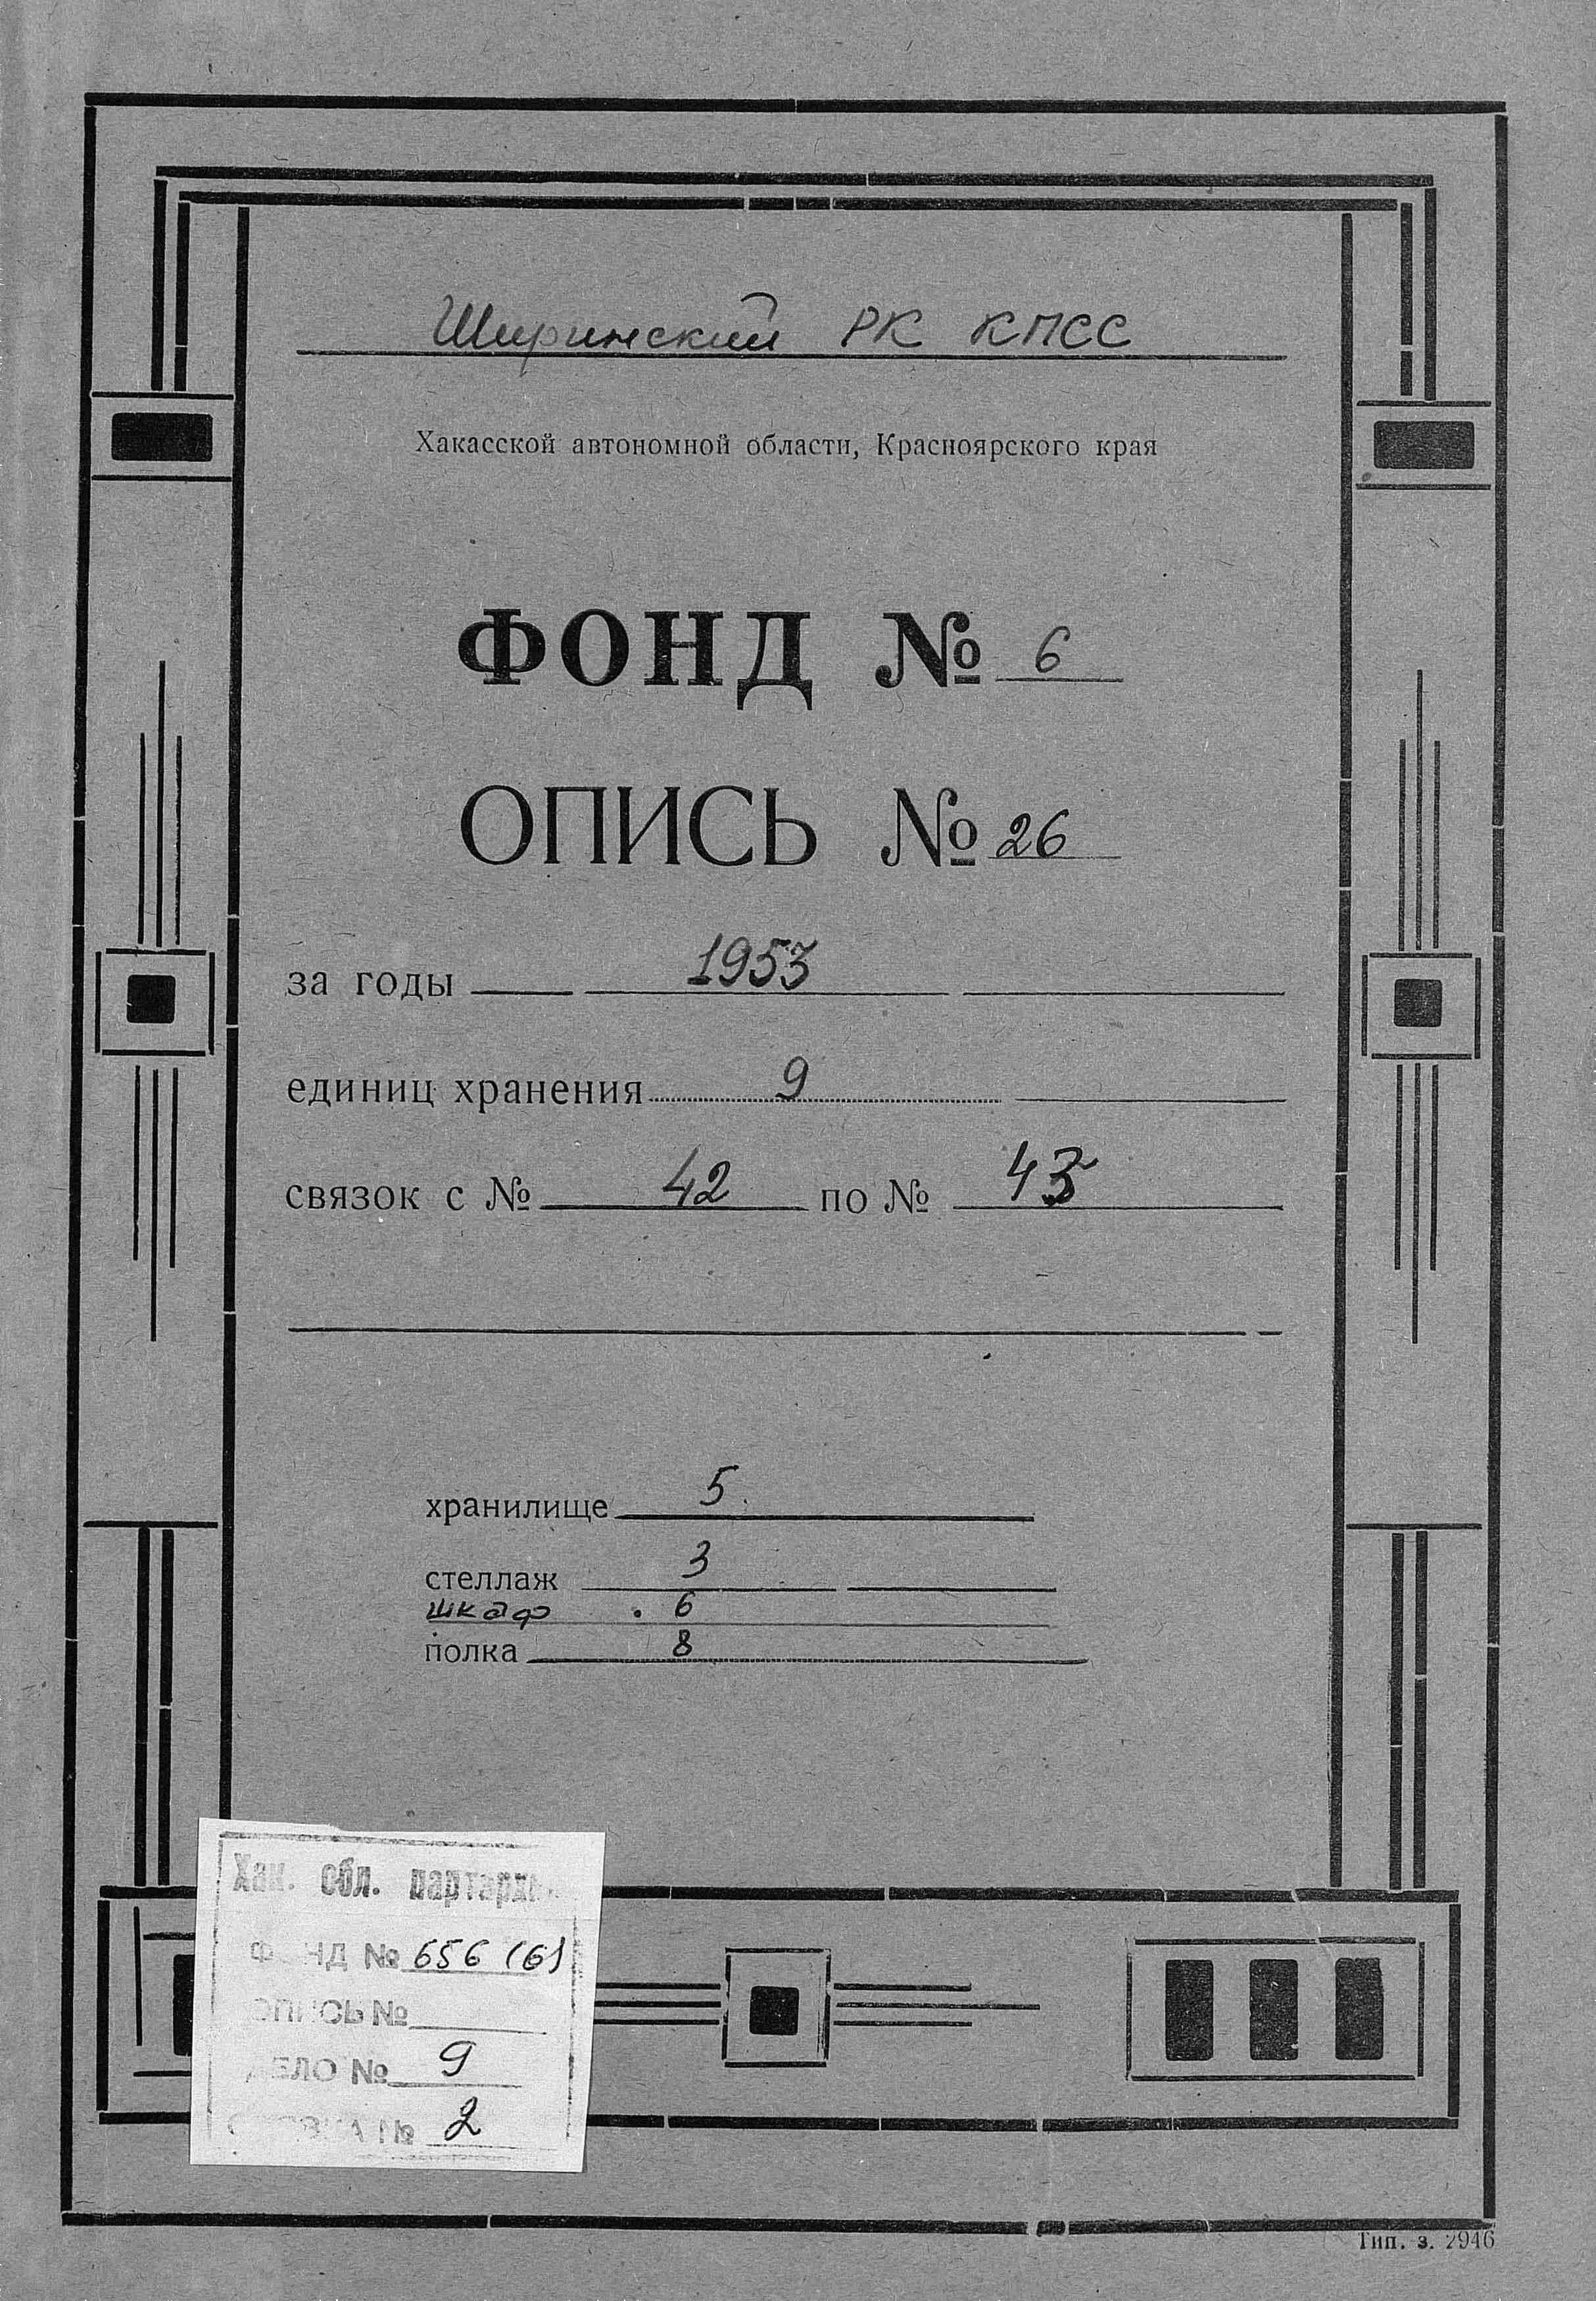 Ширинский РК КПСС
Хакасской автономной области, Красноярского края
ФОНД № 6
ОПИСЬ № 26
за годы 1953
единиц хранения 9
связок с № 42 по № 43
хранилище 5
стеллаж 3
шкаф 6
полка 8
Хак. обл. партархи
ФОНД № 656 (6)
ОПИСЬ №
ДЕЛО № 9
№ 2
Тип. з. 2946